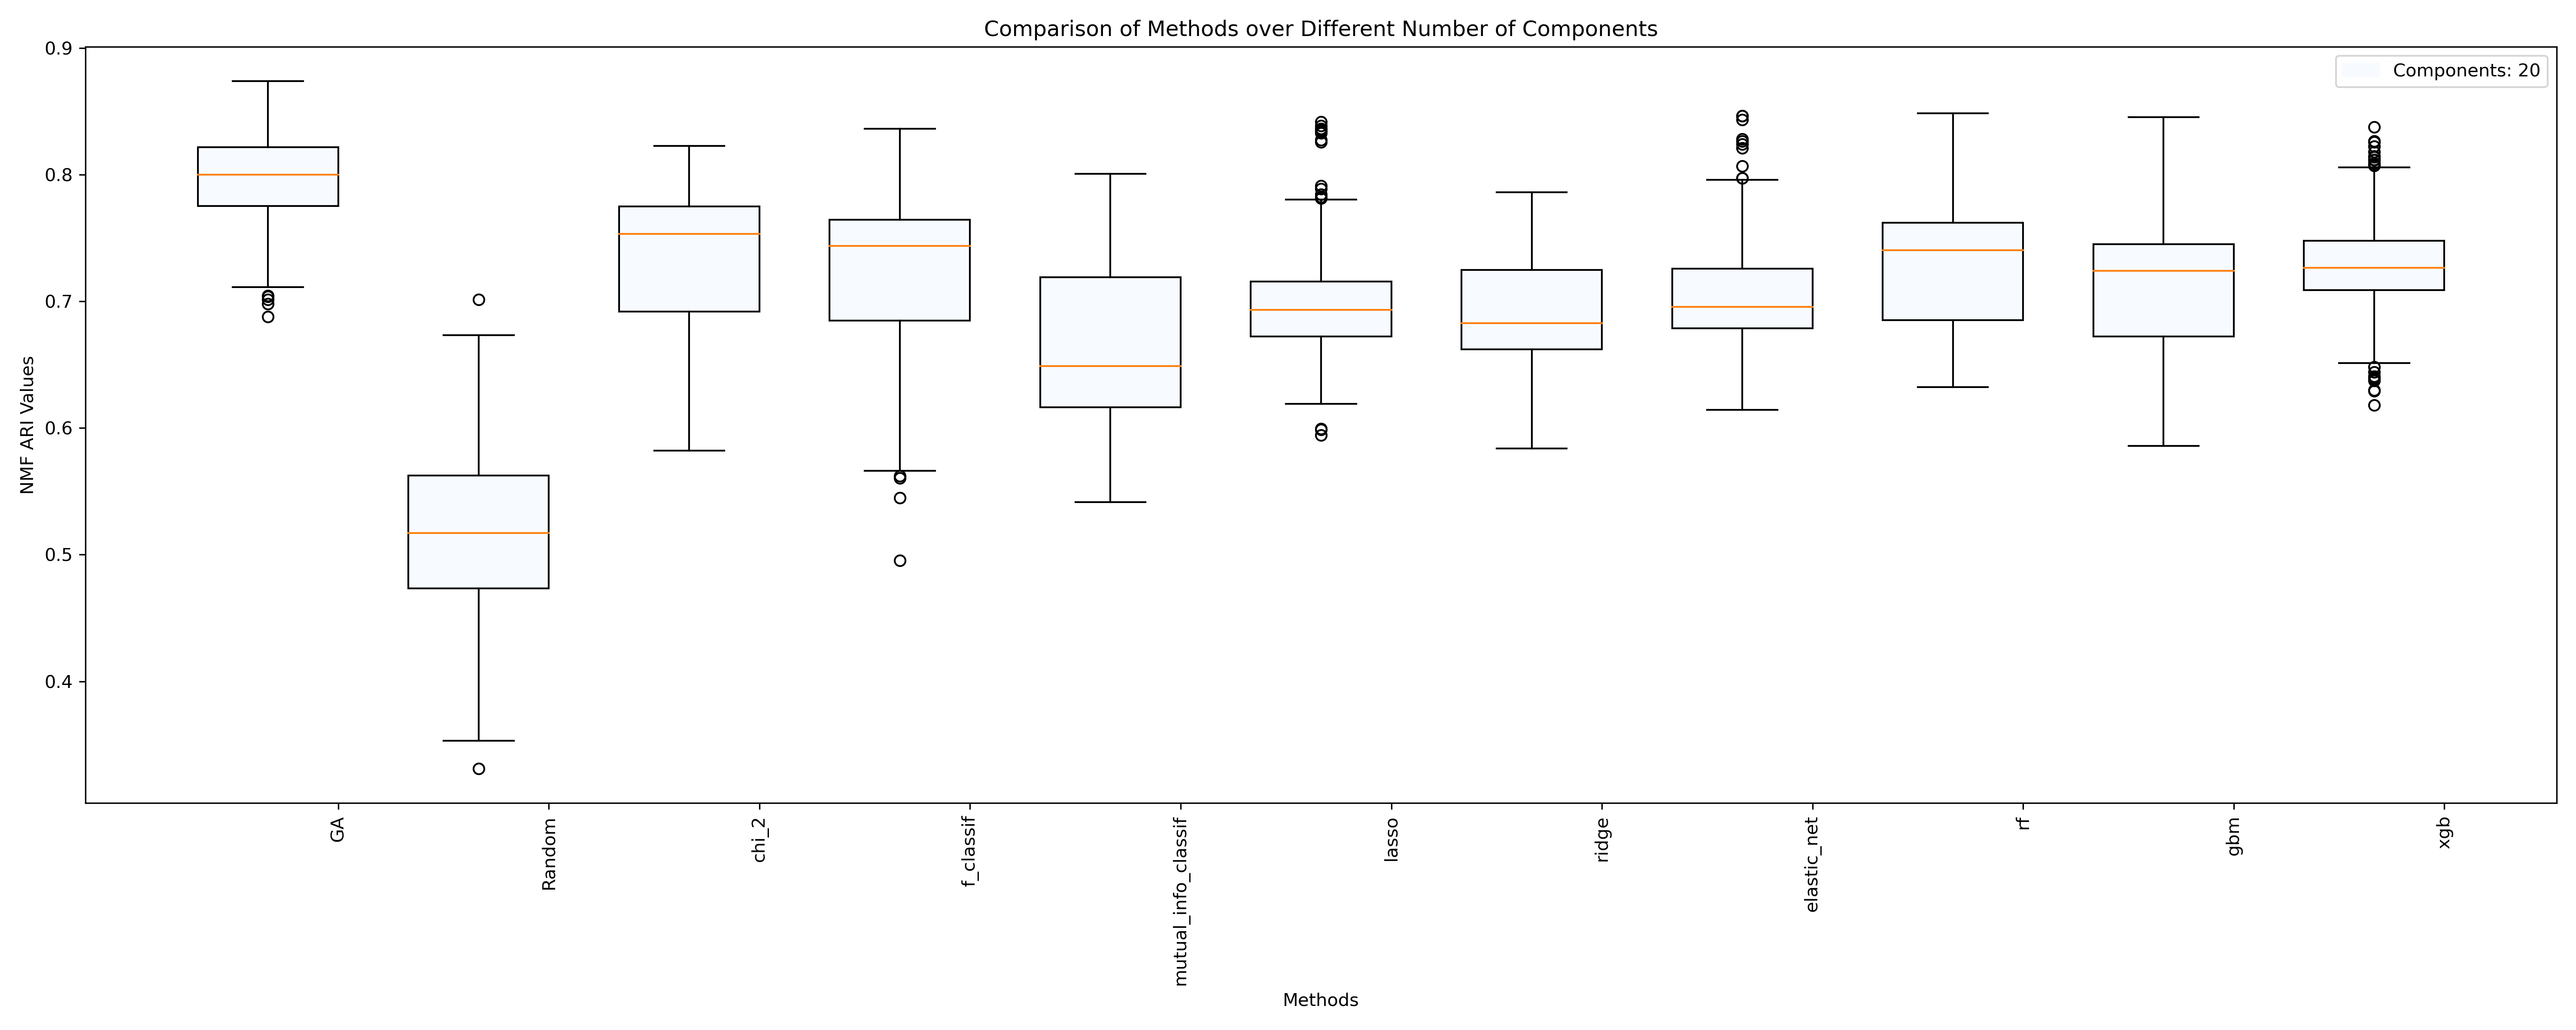 Comparison of Methods over Different Number of Components
Components: 20
NMF ARI Values
0.9
0.8
0.7
0.6
0.5
0.4
GA
Random
chi_2
f_classif
mutual_info_classif
lasso
ridge
elastic_net
rf
gbm
xgb
Methods